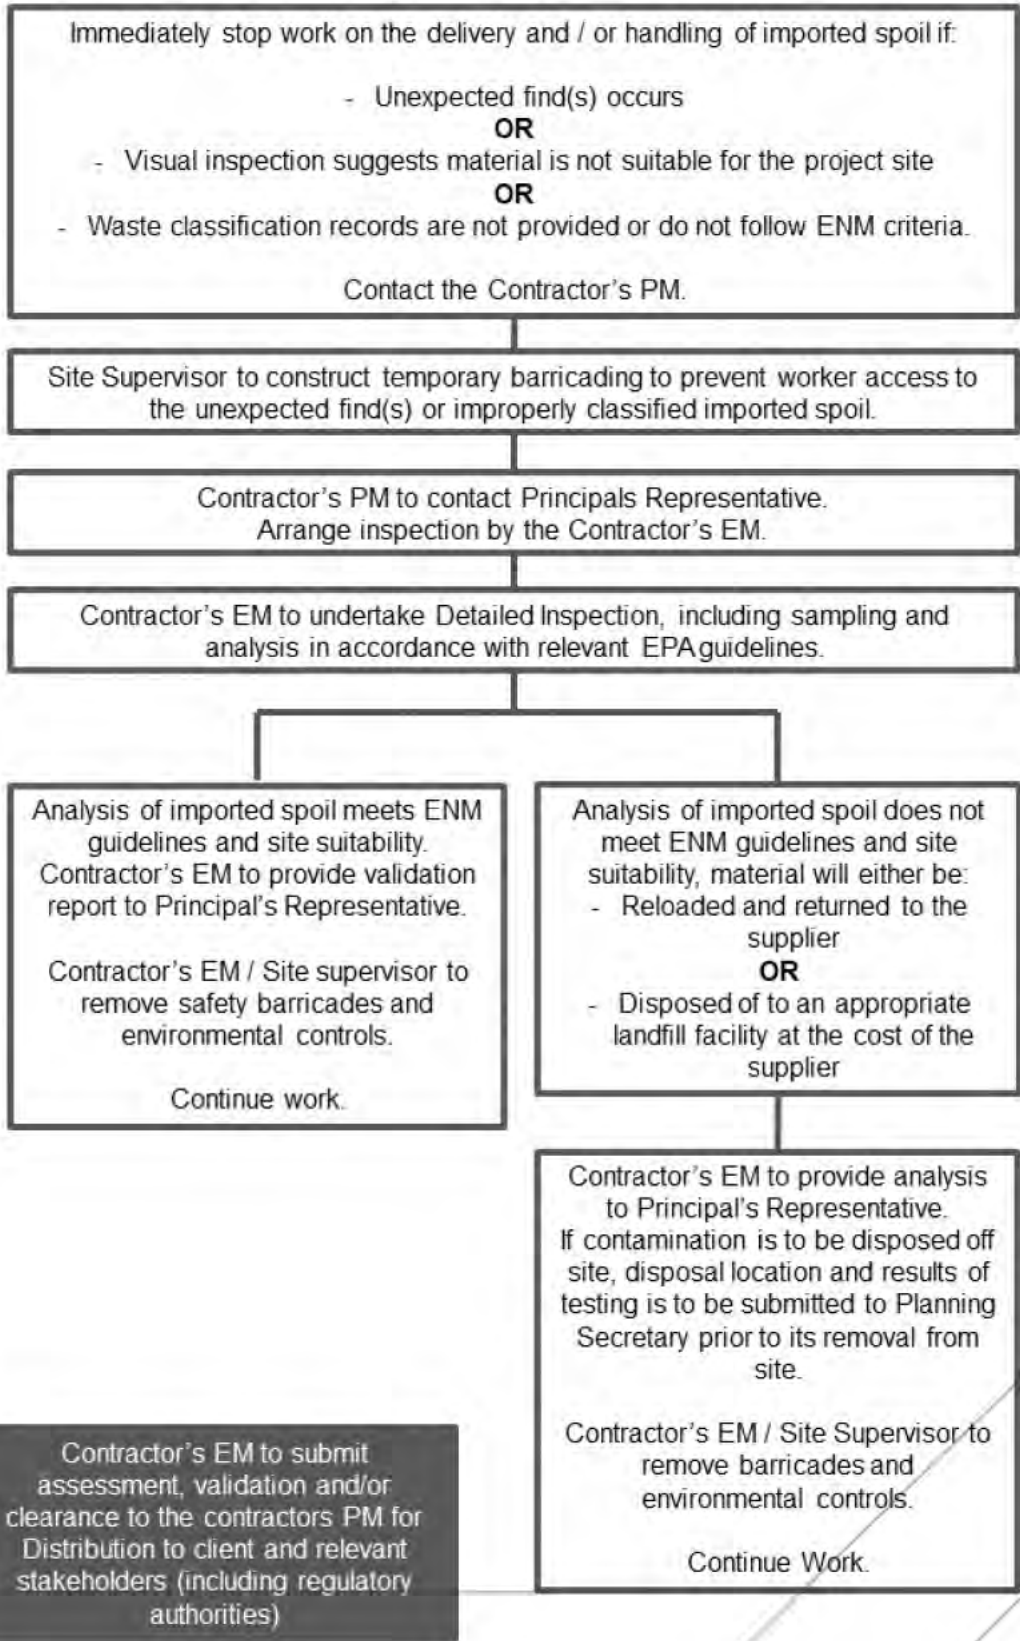 Immediately stop work on the delivery and / or handling of imported spoil if:
- Unexpected find(s) occurs
OR
- Visual inspection suggests material is not suitable for the project site
OR
- Waste classification records are not provided or do not follow ENM criteria.
Contact the Contractor's PM.
Site Supervisor to construct temporary barricading to prevent worker access to
the unexpected find(s) or improperly classified imported spoil.
Contractor's PM to contact Principals Representative.
Arrange inspection by the Contractor's EM.
Contractor's EM to undertake Detailed Inspection, including sampling and
analysis in accordance with relevant EPA guidelines.
Analysis of imported spoil meets ENM
guidelines and site suitability.
Contractor's EM to provide validation
report to Principal's Representative.
Contractor's EM / Site supervisor to
remove safety barricades and
environmental controls.
Continue work.
Analysis of imported spoil does not
meet ENM guidelines and site
suitability, material will either be:
- Reloaded and returned to the
supplier
OR
- Disposed of to an appropriate
landfill facility at the cost of the
supplier
Contractor's EM to provide analysis
to Principal's Representative.
If contamination is to be disposed off
site, disposal location and results of
testing is to be submitted to Planning
Secretary prior to its removal from
site.
Contractor's EM / Site Supervisor to
remove barricades and
environmental controls.
Continue Work.
Contractor's EM to submit
assessment, validation and/or
clearance to the contractors PM for
Distribution to client and relevant
stakeholders (including regulatory
authorities)